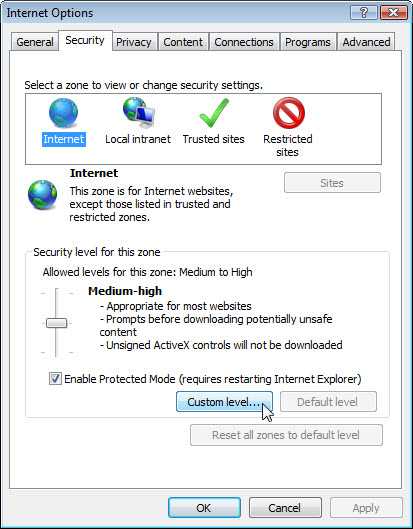 Internet Options
General Security Privacy Content Connections Programs Advanced
Select a zone to view or change security settings.
Internet Local intranet Trusted sites Restricted
sites
Internet
Sites
This zone is for Internet websites,
except those listed in trusted and
restricted zones.
Security level for this zone
Allowed levels for this zone: Medium to High
Medium-high
- Appropriate for most websites
- Prompts before downloading potentially unsafe
content
- Unsigned ActiveX controls will not be downloaded
Enable Protected Mode (requires restarting Internet Explorer)
Custom level... Default level
Reset all zones to default level
OK Cancel Apply